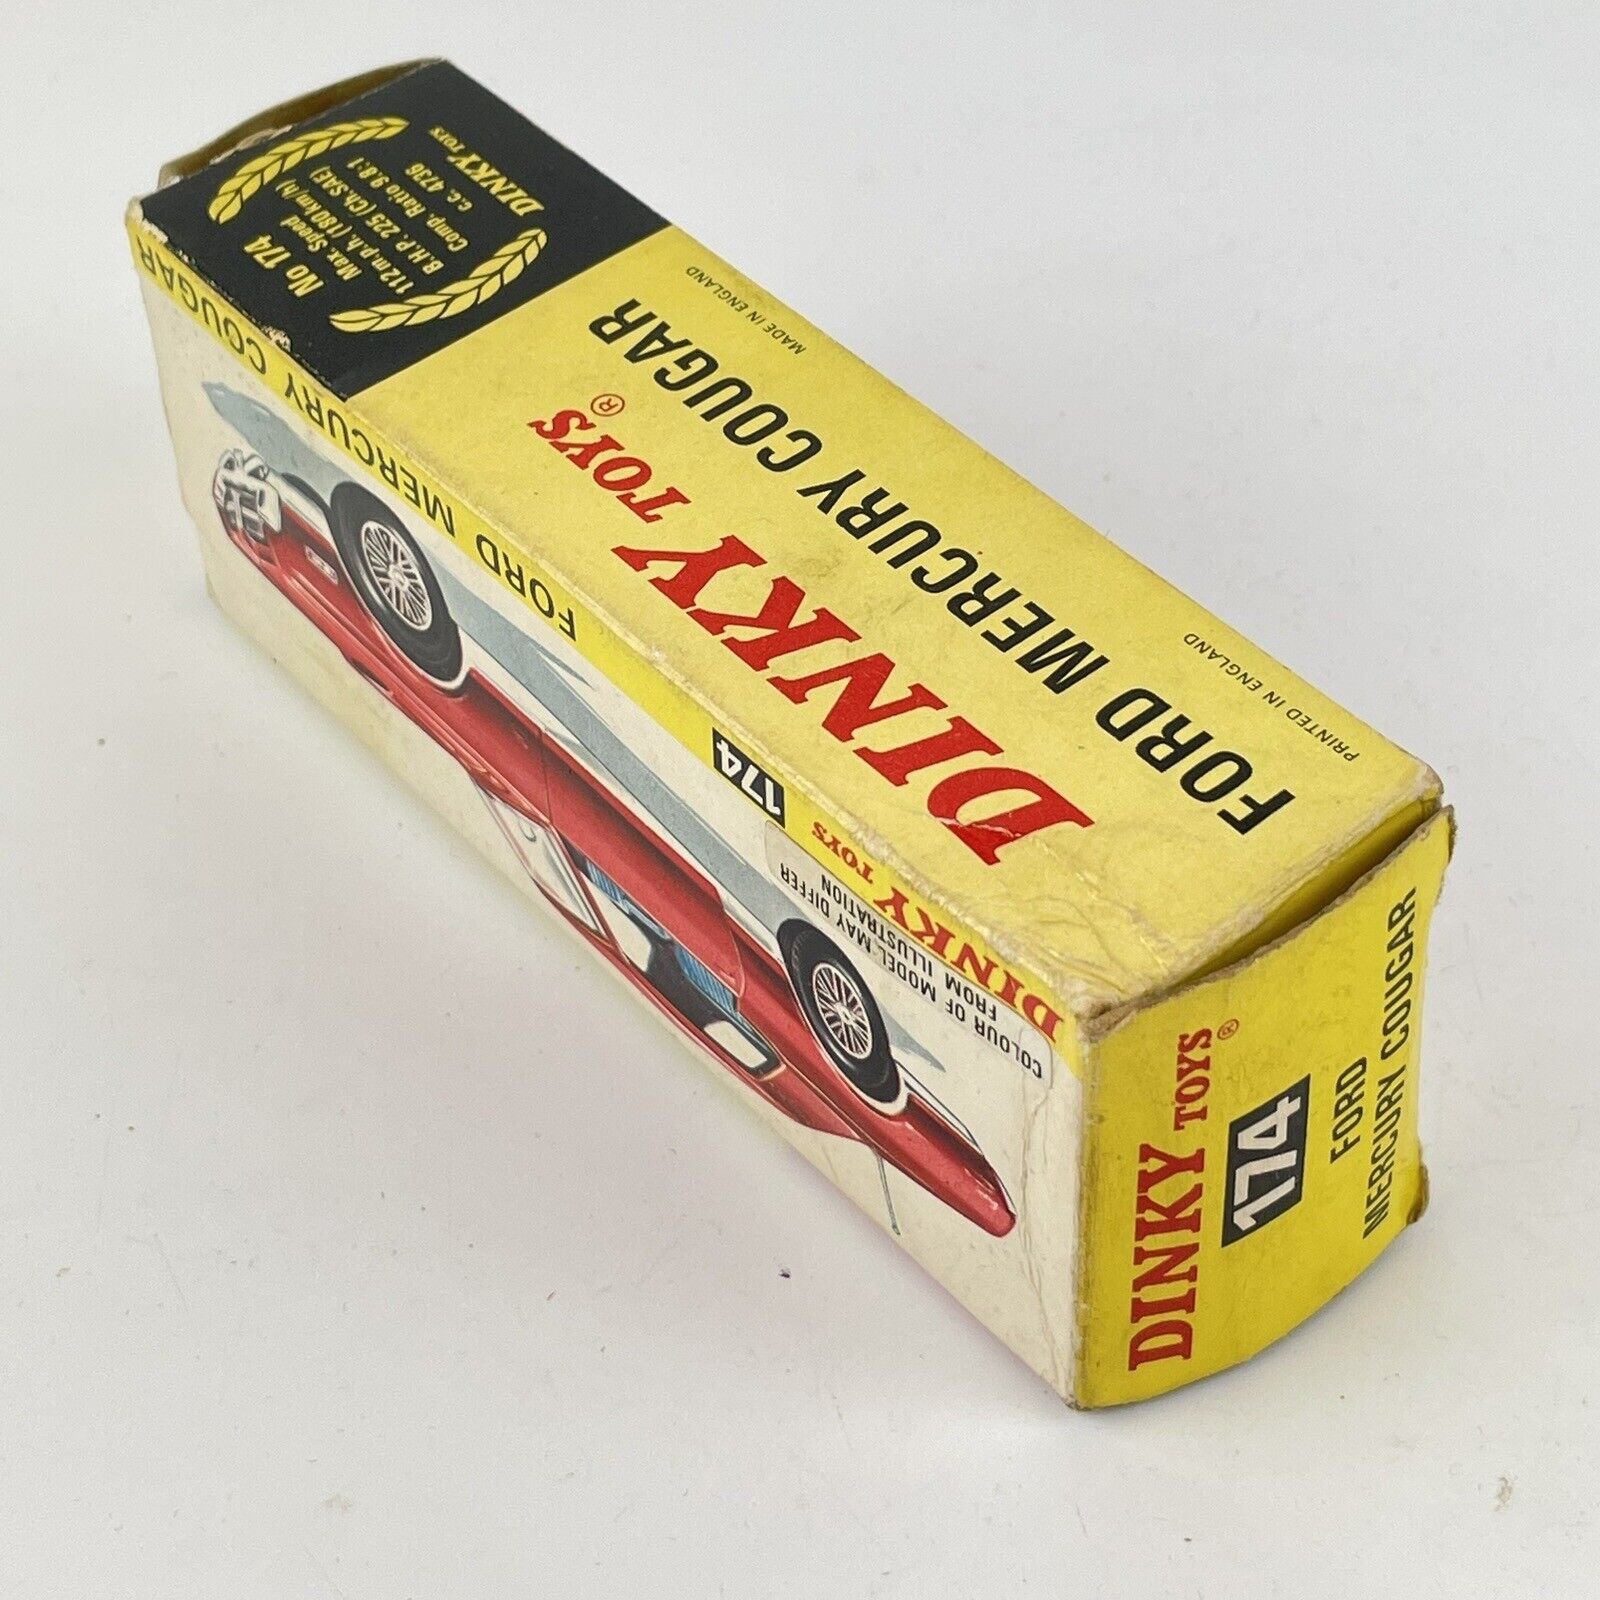 No 174
Max. Speed
112 m.p.h. (180 km/h)
B.H.P. 225 (Ch.SAE)
Comp. Ratio 9.8:1
c.c. 4736
DINKY TOYS
MADE IN ENGLAND
DINKY TOYS®
FORD MERCURY COUGAR
PRINTED IN ENGLAND
DINKY TOYS 174 FORD MERCURY COUGAR
COLOUR OF MODEL MAY DIFFER
FROM ILLUSTRATION
DINKY TOYS®
174
FORD
MERCURY COUGAR